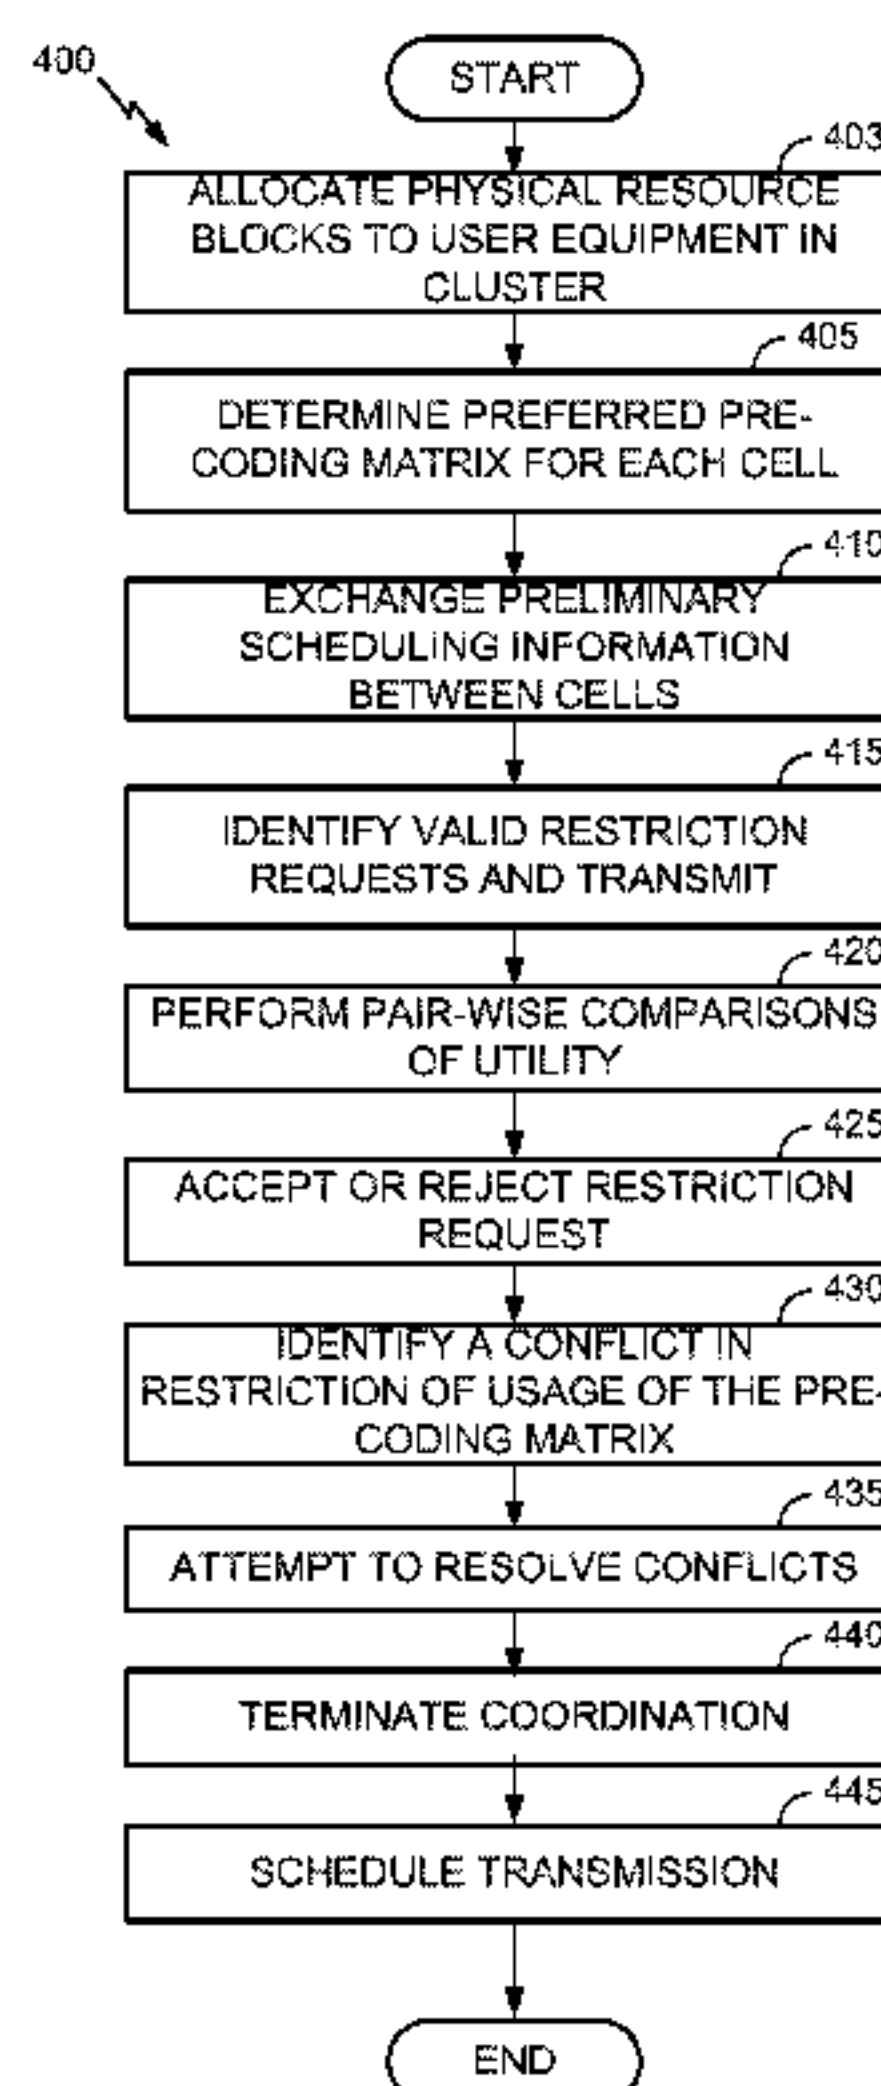 400
START
403
ALLOCATE PHYSICAL RESOURCE
BLOCKS TO USER EQUIPMENT IN
CLUSTER
405
DETERMINE PREFERRED PRE-
CODING MATRIX FOR EACH CELL
410
EXCHANGE PRELIMINARY
SCHEDULING INFORMATION
BETWEEN CELLS
415
IDENTIFY VALID RESTRICTION
REQUESTS AND TRANSMIT
420
PERFORM PAIR-WISE COMPARISONS
OF UTILITY
425
ACCEPT OR REJECT RESTRICTION
REQUEST
430
IDENTIFY A CONFLICT IN
RESTRICTION OF USAGE OF THE PRE-
CODING MATRIX
435
ATTEMPT TO RESOLVE CONFLICTS
440
TERMINATE COORDINATION
445
SCHEDULE TRANSMISSION
END